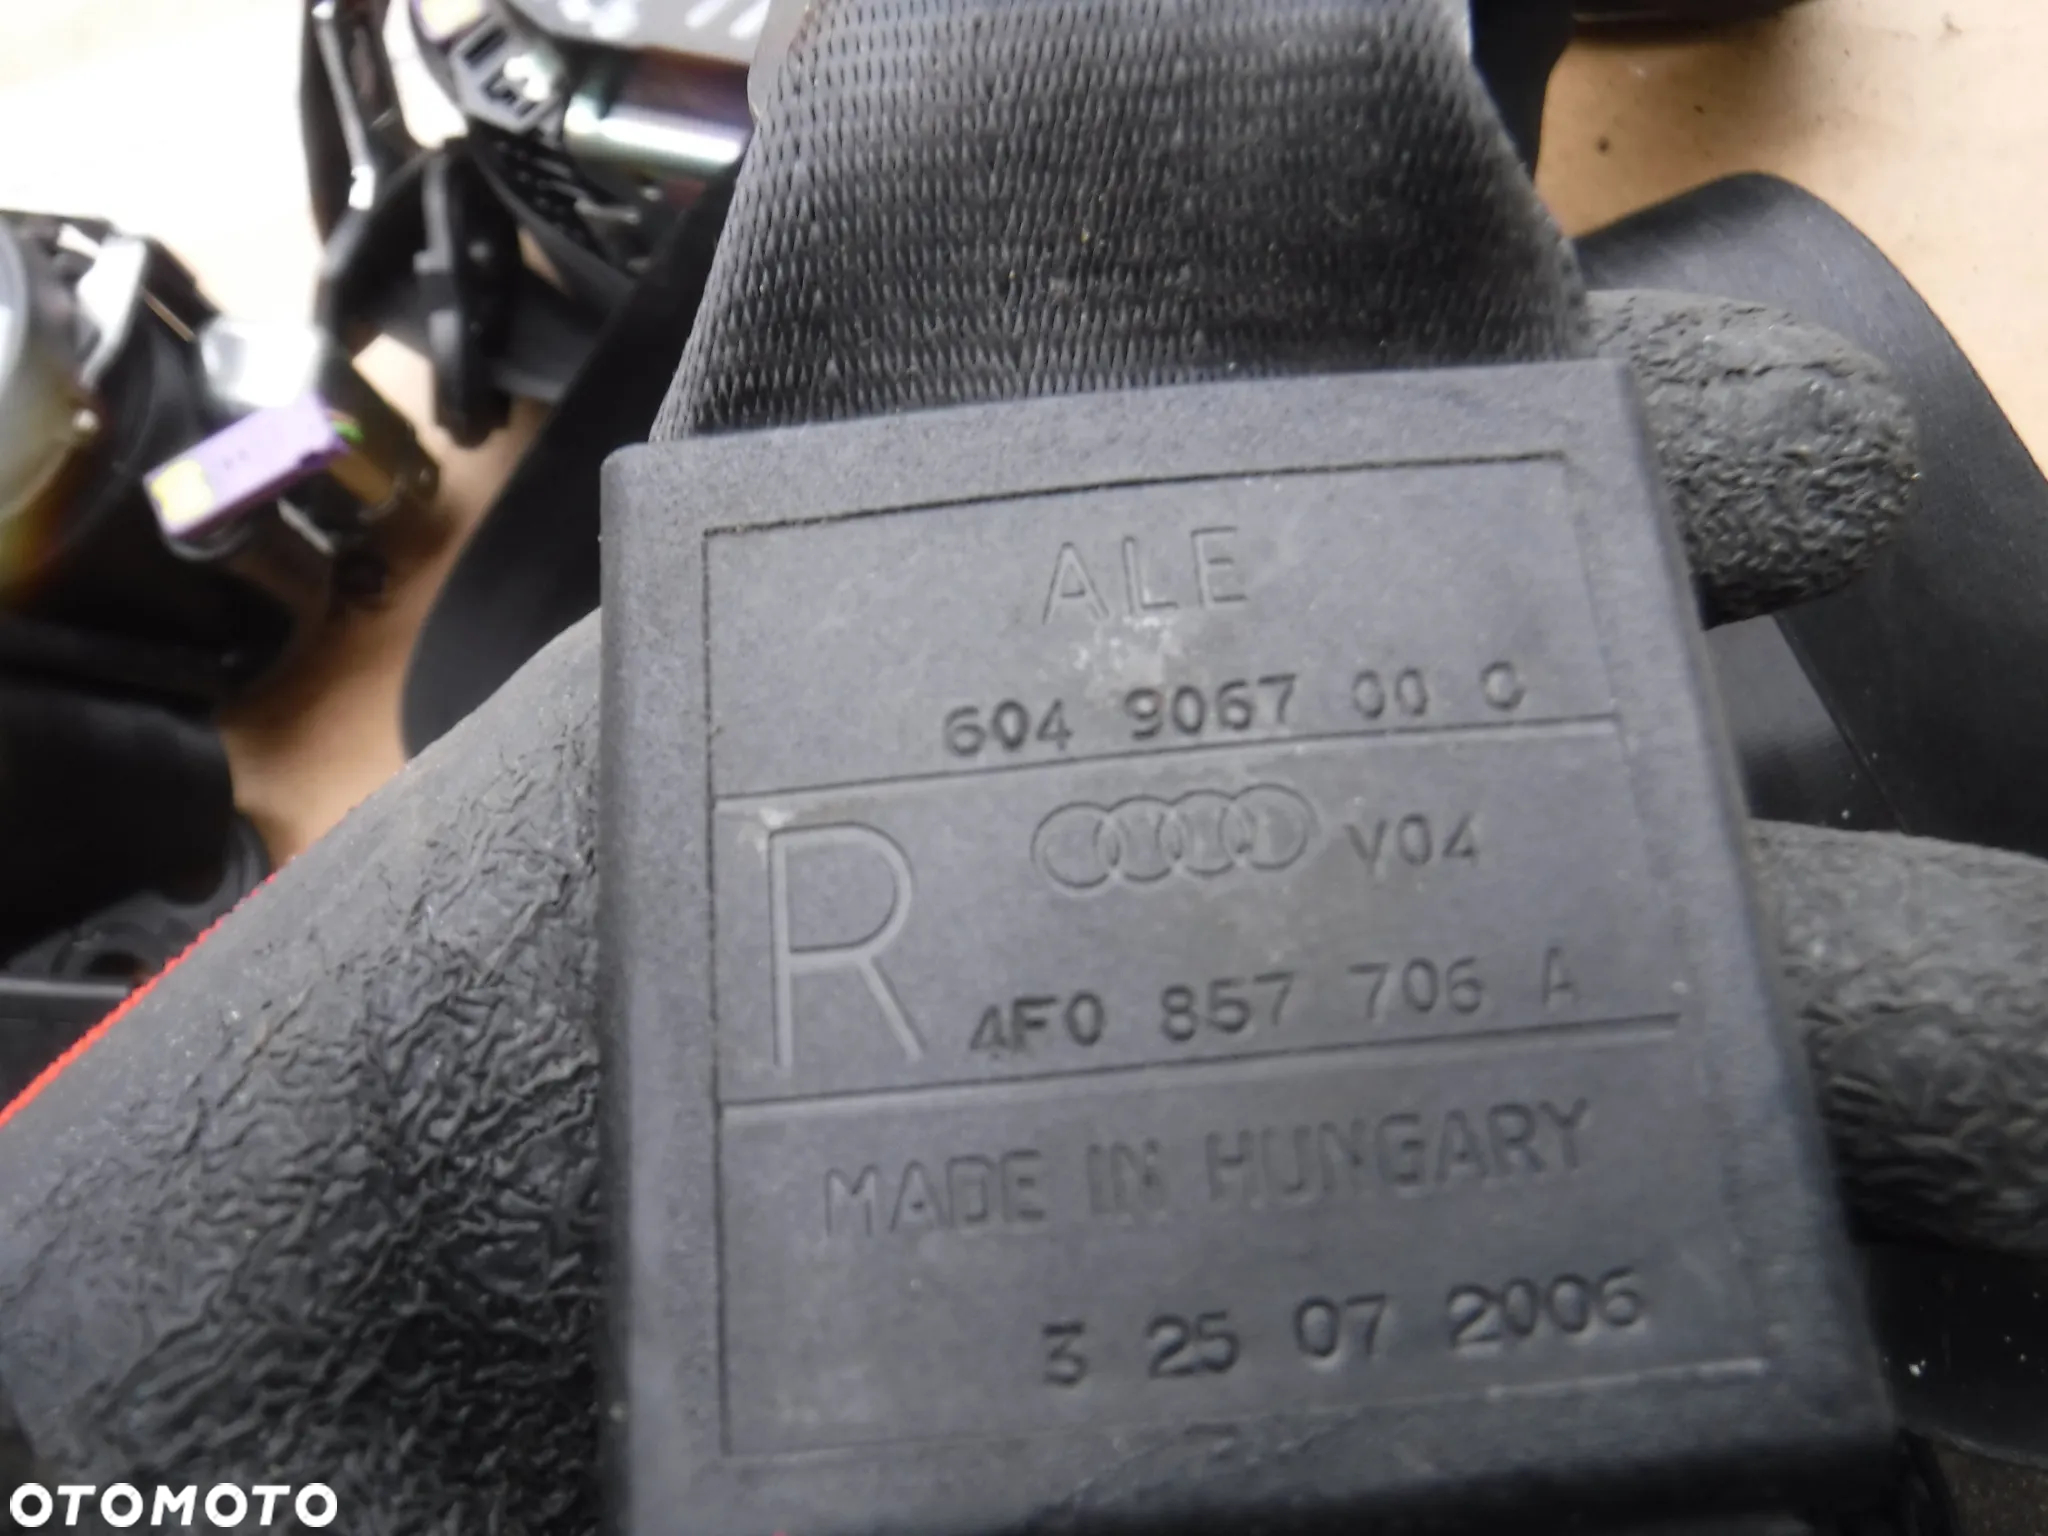 ALE
604 9067 00 C
R V04
4F0 857 706 A
MADE IN HUNGARY
3 25 07 2006
OTOMOTO